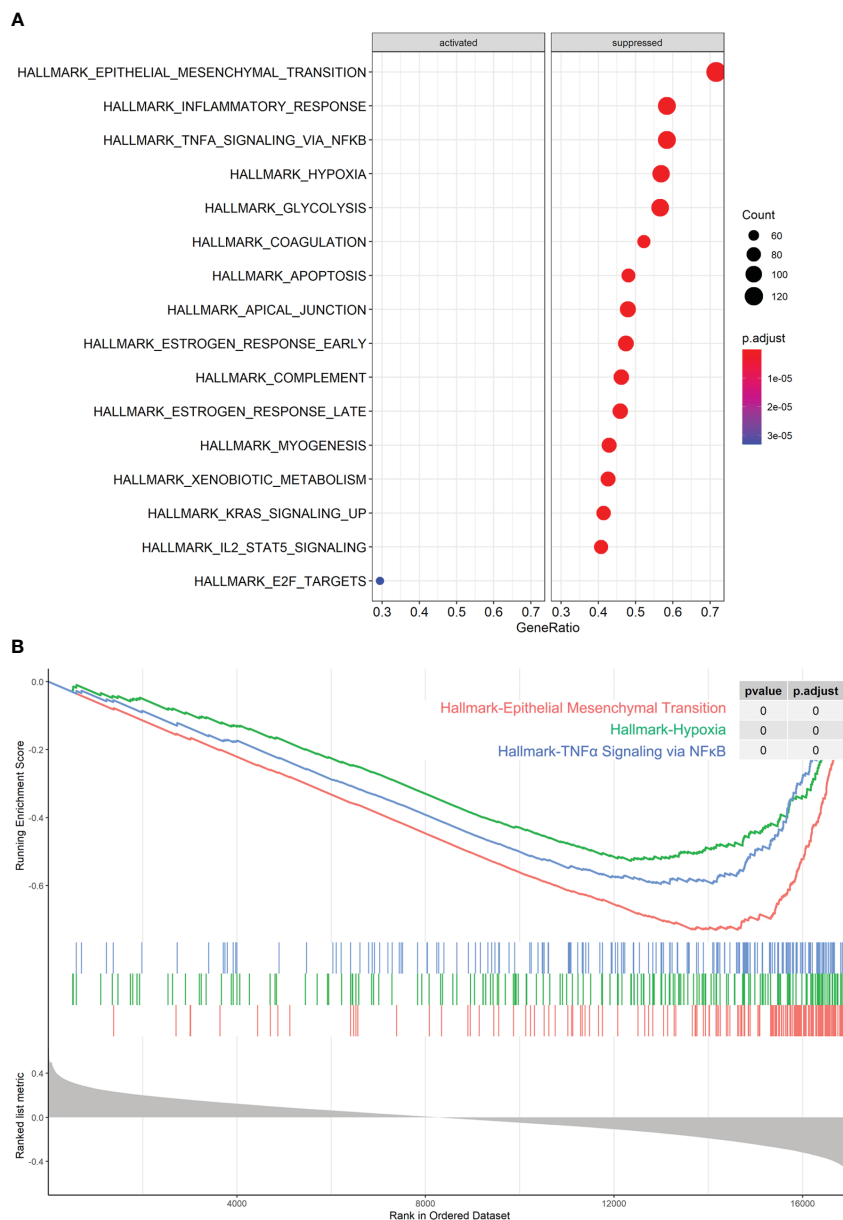 A
activated suppressed
HALLMARK_EPITHELIAL_MESENCHYMAL_TRANSITION
HALLMARK_INFLAMMATORY_RESPONSE
HALLMARK_TNFA_SIGNALING_VIA_NFKB
HALLMARK_HYPOXIA
HALLMARK_GLYCOLYSIS
HALLMARK_COAGULATION
HALLMARK_APOPTOSIS
HALLMARK_APICAL_JUNCTION
HALLMARK_ESTROGEN_RESPONSE_EARLY
HALLMARK_COMPLEMENT
HALLMARK_ESTROGEN_RESPONSE_LATE
HALLMARK_MYOGENESIS
HALLMARK_XENOBIOTIC_METABOLISM
HALLMARK_KRAS_SIGNALING_UP
HALLMARK_IL2_STAT5_SIGNALING
HALLMARK_E2F_TARGETS
0.3 0.4 0.5 0.6 0.7 0.3 0.4 0.5 0.6 0.7
GeneRatio
Count
60
80
100
120
p.adjust
1e-05
2e-05
3e-05
B
Running Enrichment Score
0.0
-0.2
-0.4
-0.6
pvalue p.adjust
Hallmark-Epithelial Mesenchymal Transition 0 0
Hallmark-Hypoxia 0 0
Hallmark-TNFα Signaling via NFκB 0 0
Ranked list metric
0.4
0.0
-0.4
4000 8000 12000 16000
Rank in Ordered Dataset